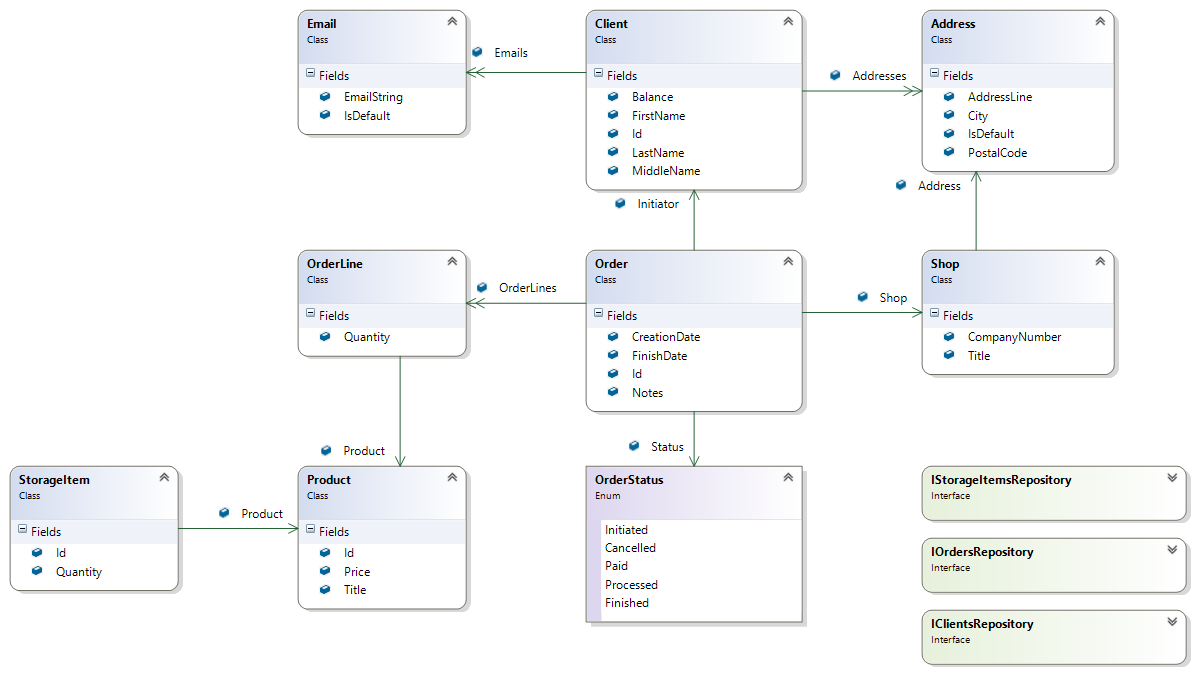 Email
Class
Fields
EmailString
IsDefault
Emails
Client
Class
Fields
Balance
FirstName
Id
LastName
MiddleName
Addresses
Address
Class
Fields
AddressLine
City
IsDefault
PostalCode
Initiator
Address
OrderLine
Class
Fields
Quantity
OrderLines
Order
Class
Fields
CreationDate
FinishDate
Id
Notes
Shop
Shop
Class
Fields
CompanyNumber
Title
Product
Status
StorageItem
Class
Fields
Id
Quantity
Product
Product
Class
Fields
Id
Price
Title
OrderStatus
Enum
Initiated
Cancelled
Paid
Processed
Finished
IStorageItemsRepository
Interface
IOrdersRepository
Interface
IClientsRepository
Interface